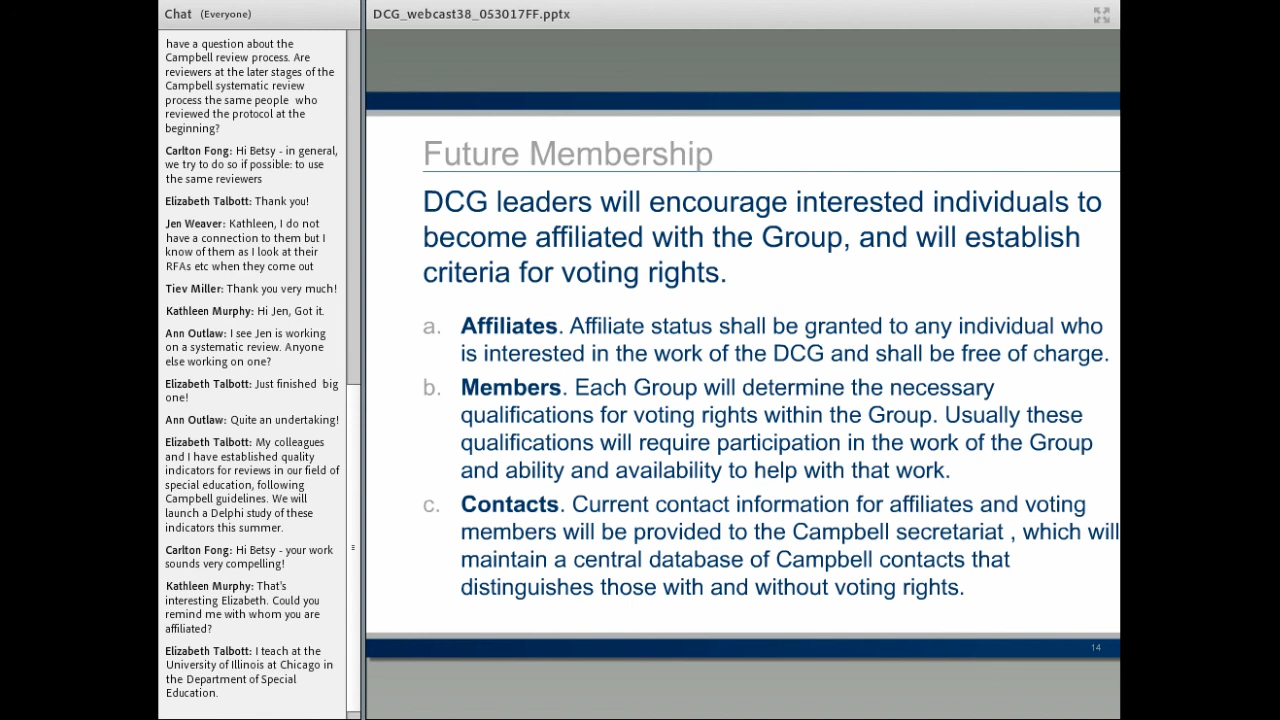 Chat (Everyone)
have a question about the
Campbell review process. Are
reviewers at the later stages of the
Campbell systematic review
process the same people who
reviewed the protocol at the
beginning?
Carlton Fong: Hi Betsy - in general,
we try to do so if possible: to use
the same reviewers
Elizabeth Talbott: Thank you!
Jen Weaver: Kathleen, I do not
have a connection to them but I
know of them as I look at their
RFAs etc when they come out
Tiev Miller: Thank you very much!
Kathleen Murphy: Hi Jen, Got it.
Ann Outlaw: I see Jen is working
on a systematic review. Anyone
else working on one?
Elizabeth Talbott: Just finished big
one!
Ann Outlaw: Quite an undertaking!
Elizabeth Talbott: My colleagues
and I have established quality
indicators for reviews in our field of
special education, following
Campbell guidelines. We will
launch a Delphi study of these
indicators this summer.
Carlton Fong: Hi Betsy - your work
sounds very compelling!
Kathleen Murphy: That's
interesting Elizabeth. Could you
remind me with whom you are
affiliated?
Elizabeth Talbott: I teach at the
University of Illinois at Chicago in
the Department of Special
Education.
DCG_webcast38_053017FF.pptx
Future Membership
DCG leaders will encourage interested individuals to
become affiliated with the Group, and will establish
criteria for voting rights.
a. Affiliates. Affiliate status shall be granted to any individual who
is interested in the work of the DCG and shall be free of charge.
b. Members. Each Group will determine the necessary
qualifications for voting rights within the Group. Usually these
qualifications will require participation in the work of the Group
and ability and availability to help with that work.
c. Contacts. Current contact information for affiliates and voting
members will be provided to the Campbell secretariat , which will
maintain a central database of Campbell contacts that
distinguishes those with and without voting rights.
14